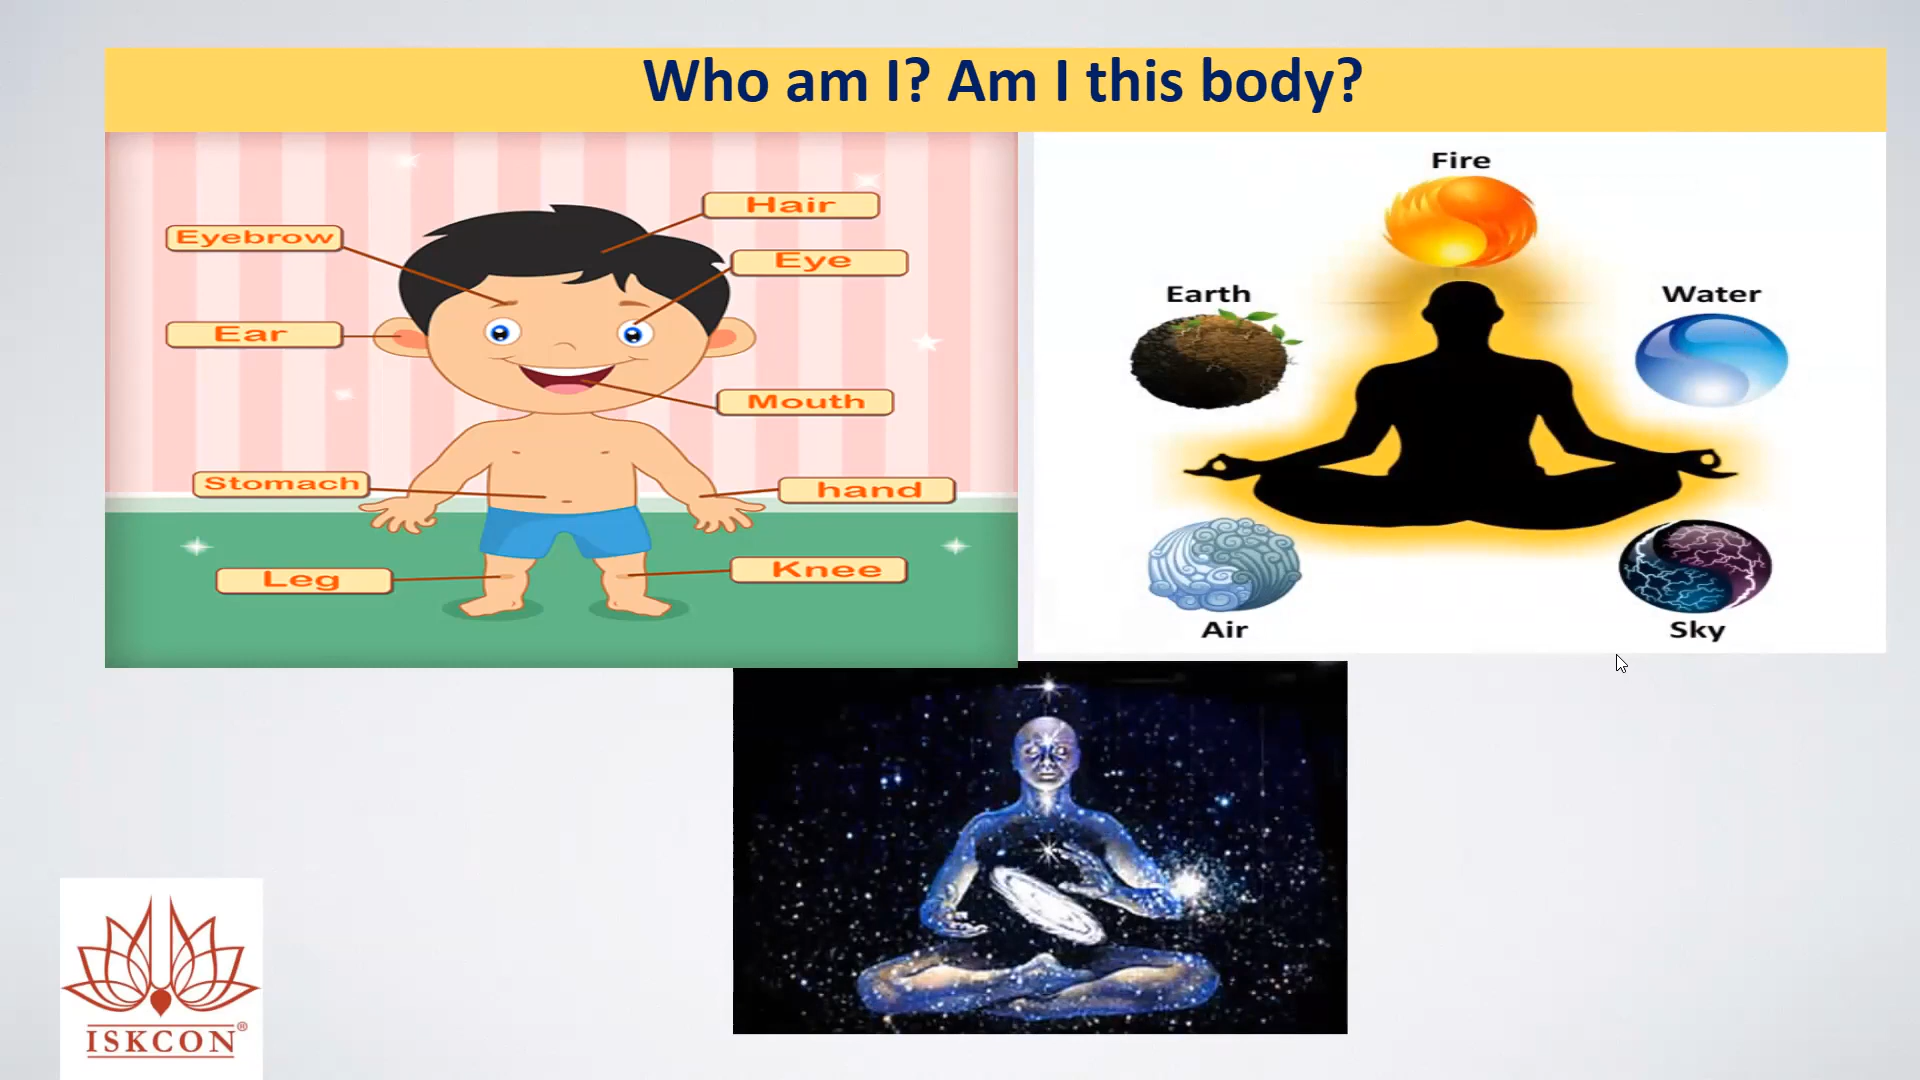 Who am I? Am I this body?
Hair
Eyebrow
Eye
Ear
Mouth
Stomach
hand
Leg
Knee
Fire
Earth
Water
Air
Sky
ISKCON®